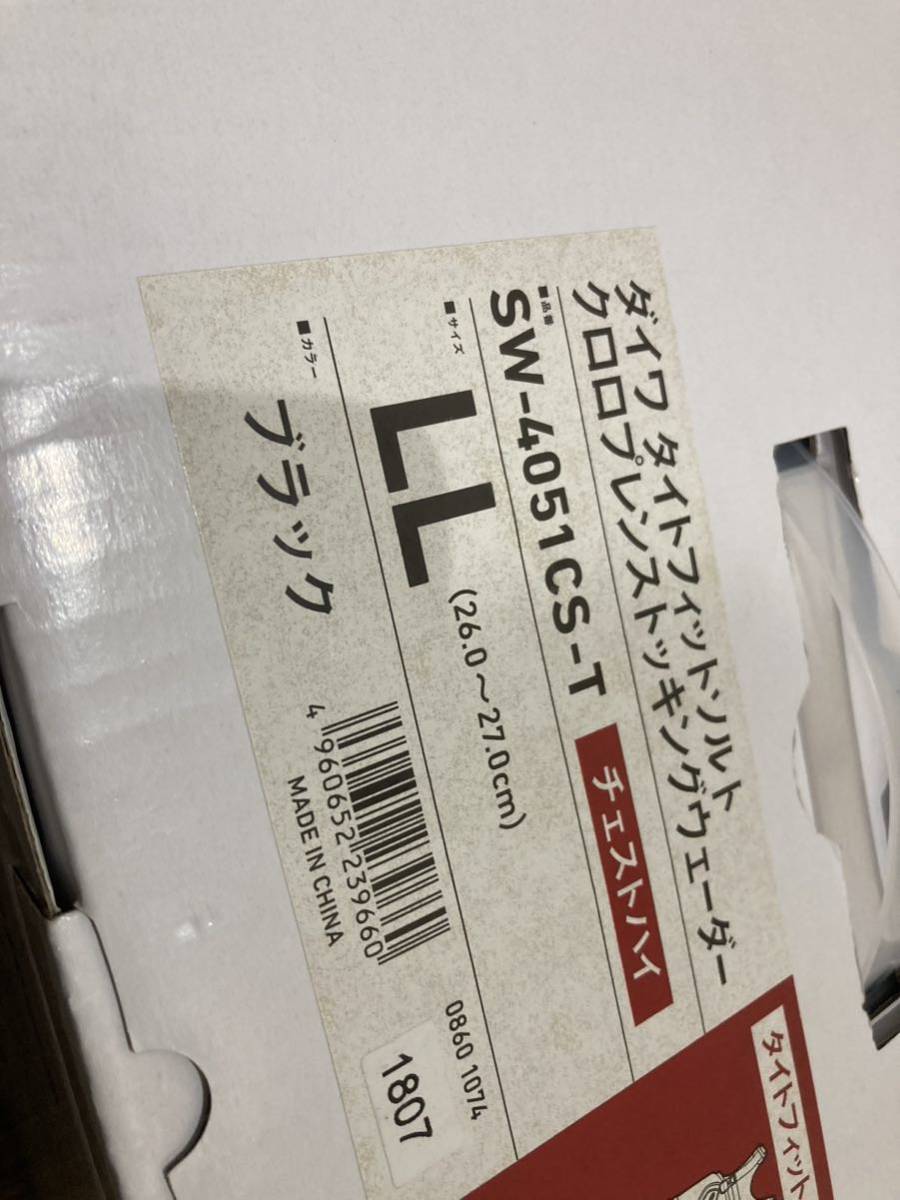 ダイワ タイトフィットソルト
クロロプレンストッキングウェーダー
■品番
SW-4051CS-T
チェストハイ
■サイズ
LL
(26.0～27.0cm)
■カラー
ブラック
4 960652 239660
MADE IN CHINA
0860 1074
1807
タイトフィット